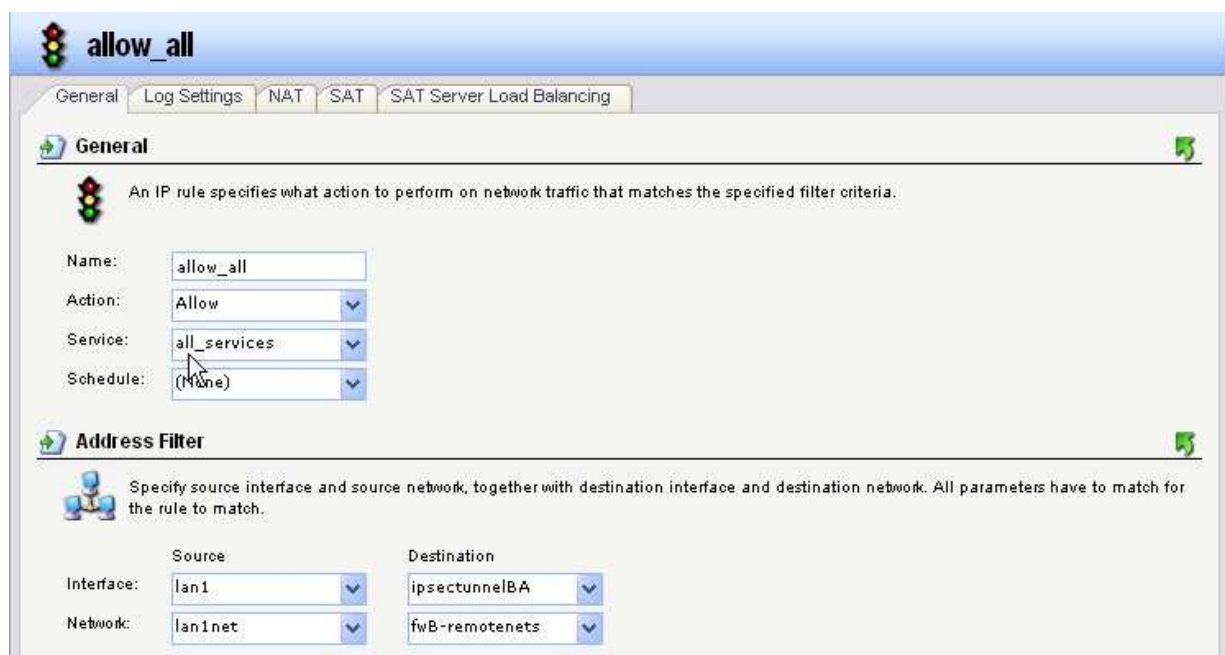 allow_all
General Log Settings NAT SAT SAT Server Load Balancing
General
An IP rule specifies what action to perform on network traffic that matches the specified filter criteria.
Name: allow_all
Action: Allow
Service: all_services
Schedule: (None)
Address Filter
Specify source interface and source network, together with destination interface and destination network. All parameters have to match for
the rule to match.
Source Destination
Interface: lan1 ipsectunnelBA
Network: lan1net fwB-remotenets